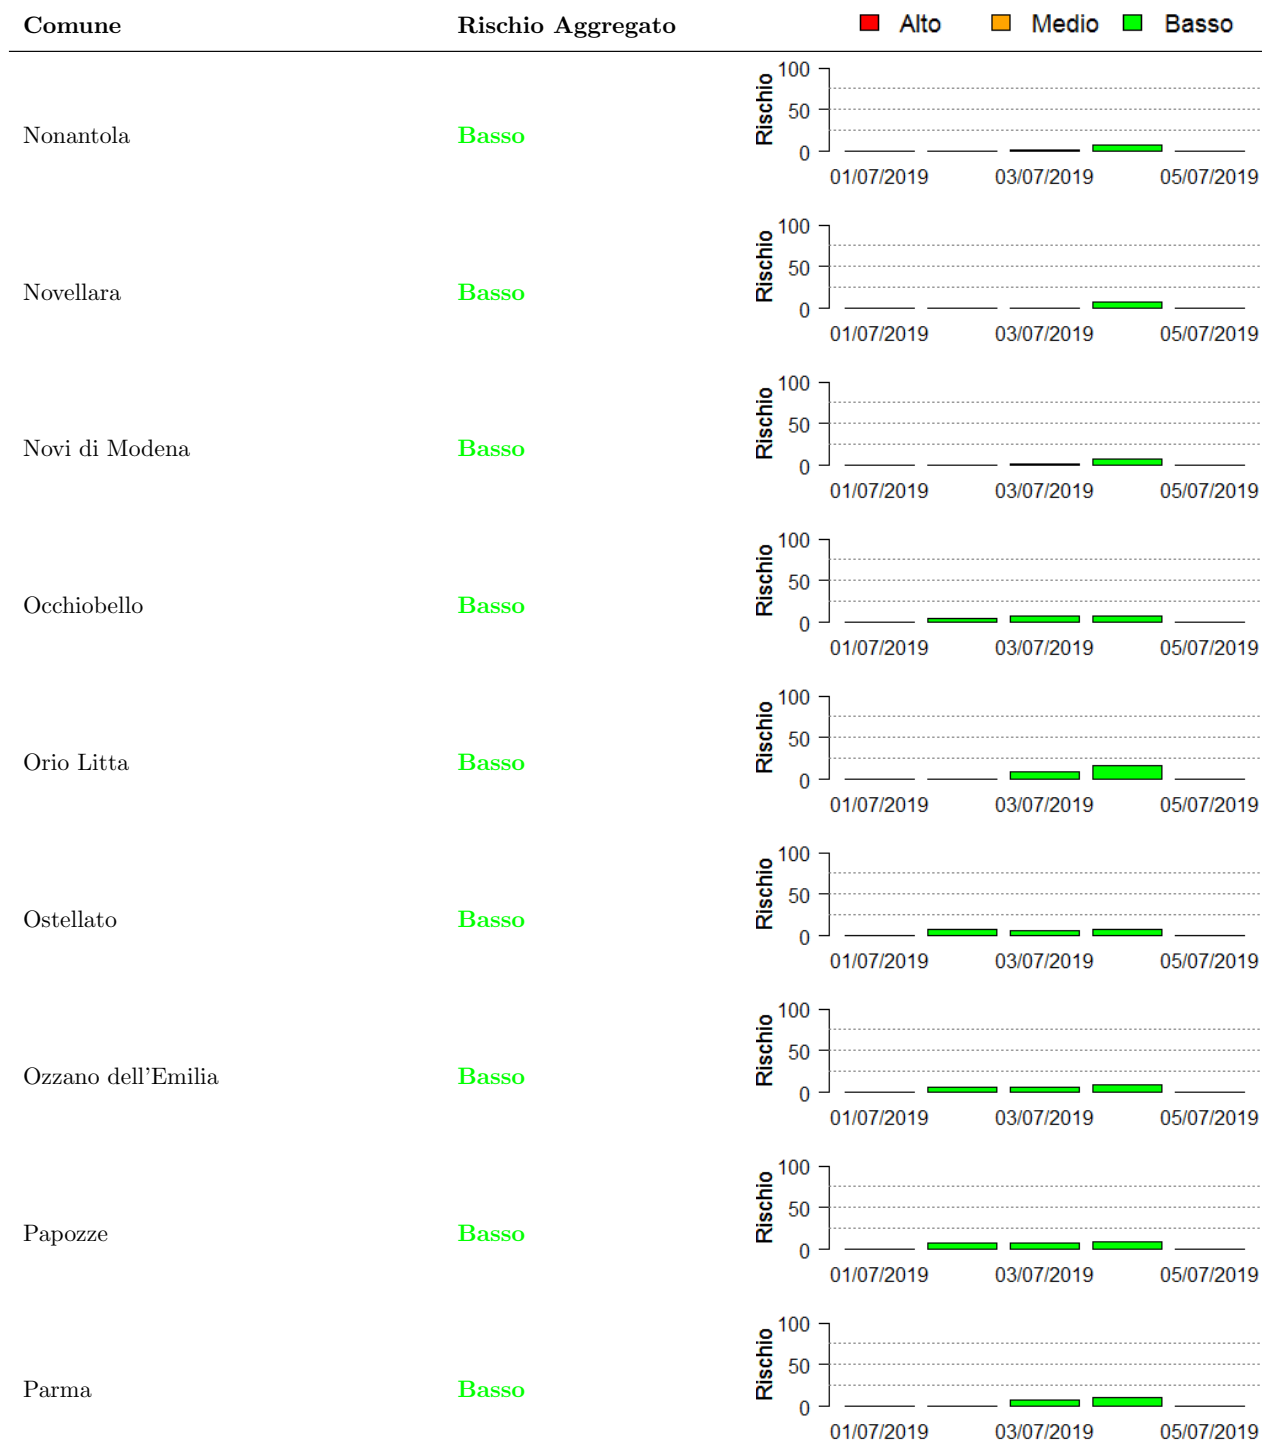 Comune Rischio Aggregato Alto Medio Basso
Nonantola Basso Rischio 100 50 0
01/07/2019 03/07/2019 05/07/2019
Novellara Basso Rischio 100 50 0
01/07/2019 03/07/2019 05/07/2019
Novi di Modena Basso Rischio 100 50 0
01/07/2019 03/07/2019 05/07/2019
Occhiobello Basso Rischio 100 50 0
01/07/2019 03/07/2019 05/07/2019
Orio Litta Basso Rischio 100 50 0
01/07/2019 03/07/2019 05/07/2019
Ostellato Basso Rischio 100 50 0
01/07/2019 03/07/2019 05/07/2019
Ozzano dell'Emilia Basso Rischio 100 50 0
01/07/2019 03/07/2019 05/07/2019
Papozze Basso Rischio 100 50 0
01/07/2019 03/07/2019 05/07/2019
Parma Basso Rischio 100 50 0
01/07/2019 03/07/2019 05/07/2019